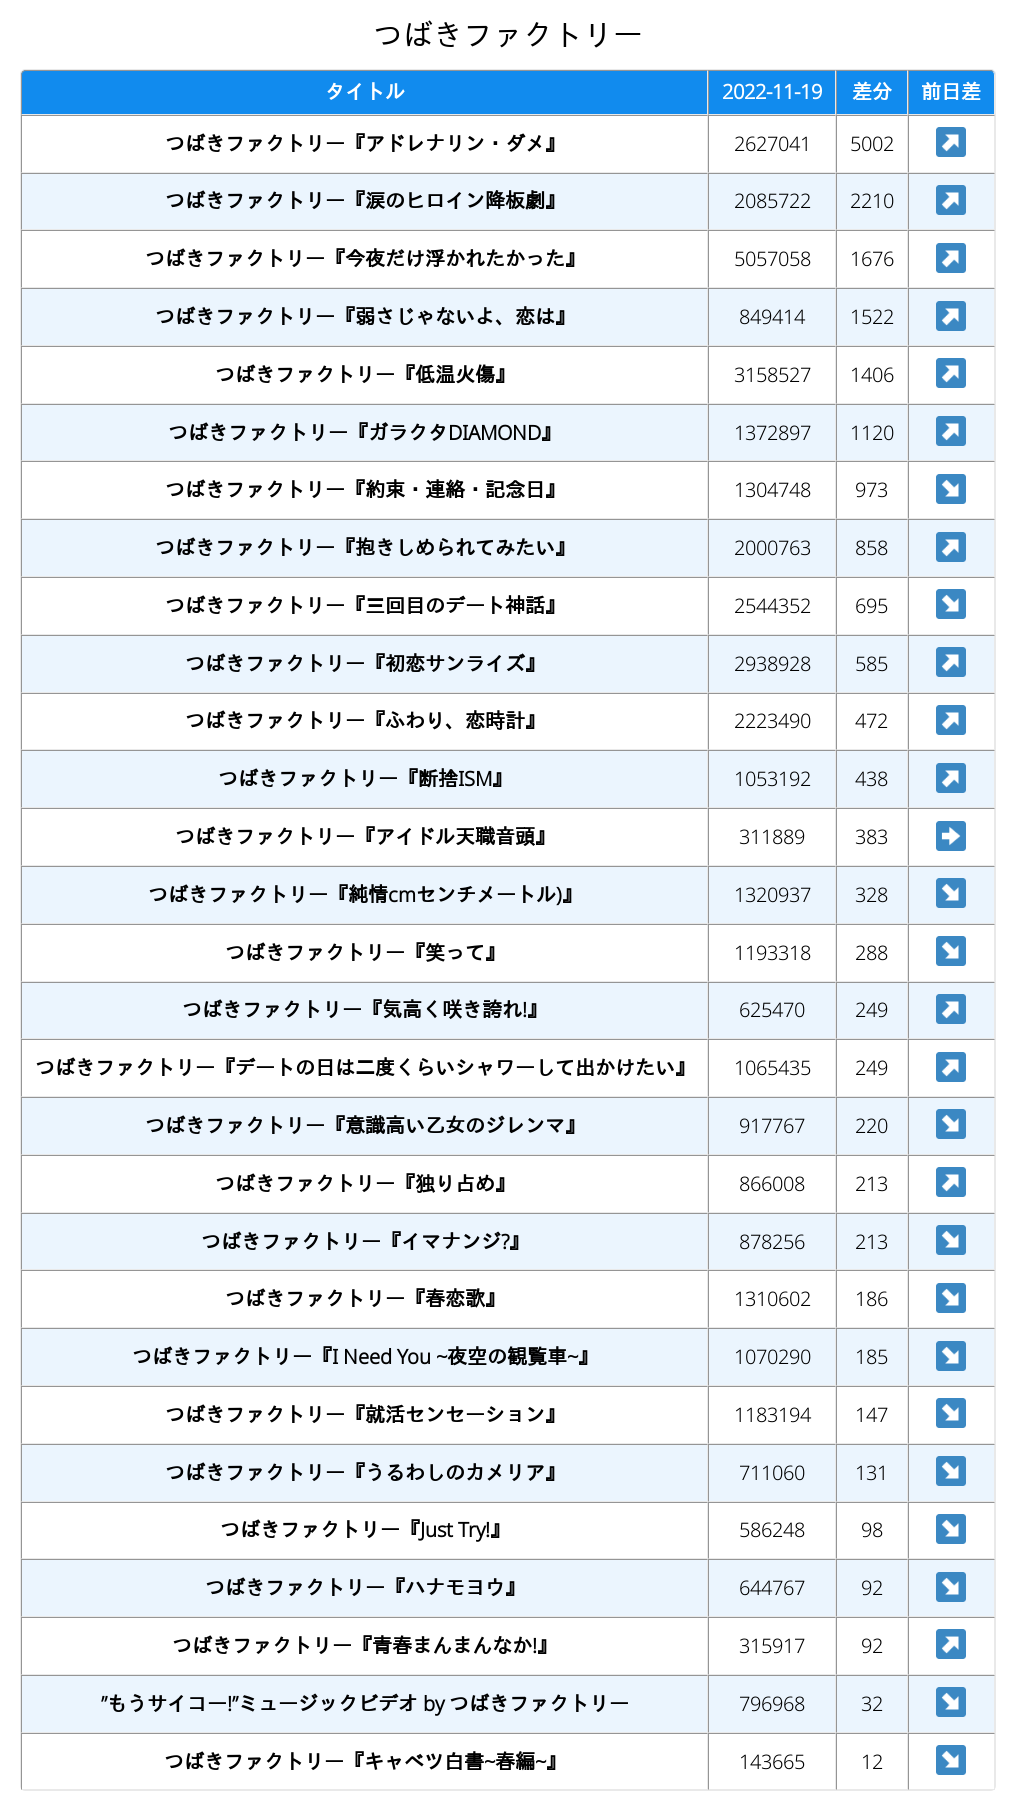 つばきファクトリー
タイトル 2022-11-19 差分 前日差
つばきファクトリー『アドレナリン・ダメ』 2627041 5002 ↗
つばきファクトリー『涙のヒロイン降板劇』 2085722 2210 ↗
つばきファクトリー『今夜だけ浮かれたかった』 5057058 1676 ↗
つばきファクトリー『弱さじゃないよ、恋は』 849414 1522 ↗
つばきファクトリー『低温火傷』 3158527 1406 ↗
つばきファクトリー『ガラクタDIAMOND』 1372897 1120 ↗
つばきファクトリー『約束・連絡・記念日』 1304748 973 ↘
つばきファクトリー『抱きしめられてみたい』 2000763 858 ↗
つばきファクトリー『三回目のデート神話』 2544352 695 ↘
つばきファクトリー『初恋サンライズ』 2938928 585 ↗
つばきファクトリー『ふわり、恋時計』 2223490 472 ↗
つばきファクトリー『断捨ISM』 1053192 438 ↗
つばきファクトリー『アイドル天職音頭』 311889 383 ➡
つばきファクトリー『純情cmセンチメートル)』 1320937 328 ↘
つばきファクトリー『笑って』 1193318 288 ↘
つばきファクトリー『気高く咲き誇れ!』 625470 249 ↗
つばきファクトリー『デートの日は二度くらいシャワーして出かけたい』 1065435 249 ↗
つばきファクトリー『意識高い乙女のジレンマ』 917767 220 ↘
つばきファクトリー『独り占め』 866008 213 ↗
つばきファクトリー『イマナンジ?』 878256 213 ↘
つばきファクトリー『春恋歌』 1310602 186 ↘
つばきファクトリー『I Need You ~夜空の観覧車~』 1070290 185 ↘
つばきファクトリー『就活センセーション』 1183194 147 ↘
つばきファクトリー『うるわしのカメリア』 711060 131 ↘
つばきファクトリー『Just Try!』 586248 98 ↘
つばきファクトリー『ハナモヨウ』 644767 92 ↘
つばきファクトリー『青春まんまんなか!』 315917 92 ↗
”もうサイコー!”ミュージックビデオ by つばきファクトリー 796968 32 ↘
つばきファクトリー『キャベツ白書~春編~』 143665 12 ↘